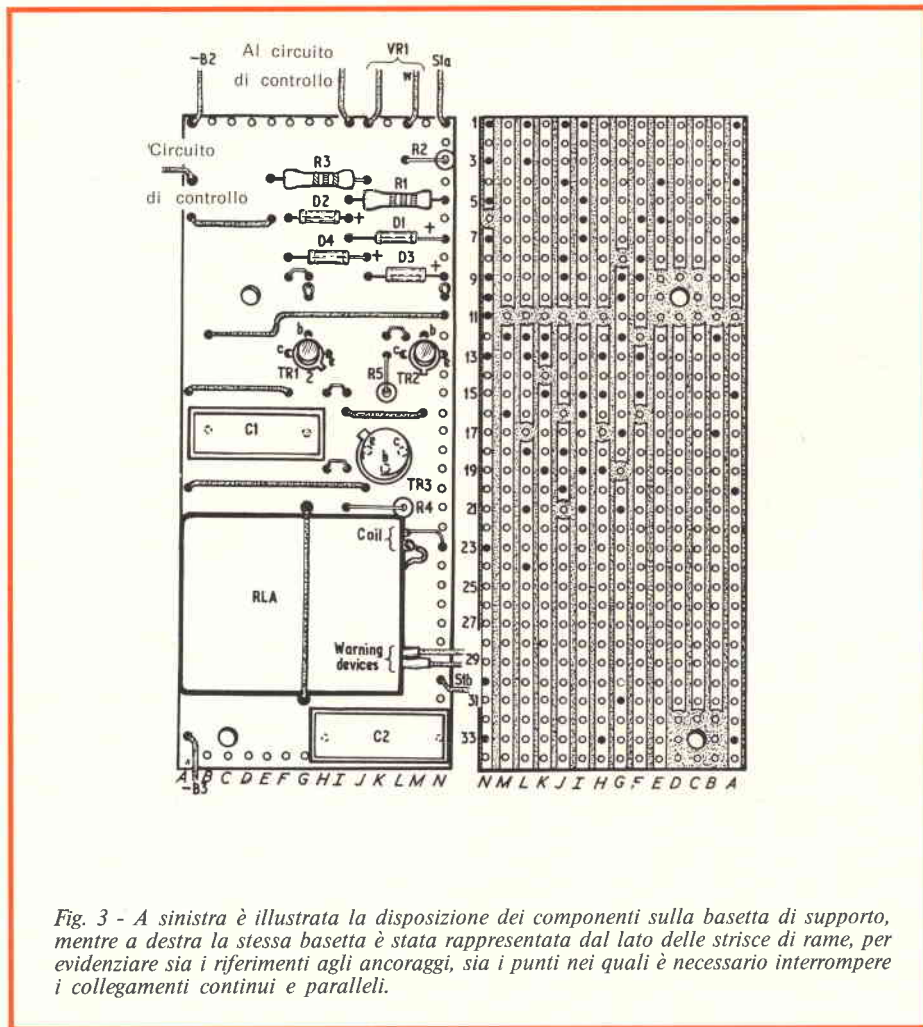 -B2
Al circuito
di controllo
VR1
w
S1a
Circuito
di controllo
R2
R3
R1
D2
+
D1
+
D4
+
D3
+
b
c
e
TR1
b
c
e
TR2
R5
C1
e
c
b
TR3
R4
Coil
RLA
Warning
devices
S1b
C2
-B3
A B C D E F G H I J K L M N
1
3
5
7
9
11
13
15
17
19
21
23
27
29
31
33
N M L K J I H G F E D C B A
Fig. 3 - A sinistra è illustrata la disposizione dei componenti sulla basetta di supporto,
mentre a destra la stessa basetta è stata rappresentata dal lato delle strisce di rame, per
evidenziare sia i riferimenti agli ancoraggi, sia i punti nei quali è necessario interrompere
i collegamenti continui e paralleli.